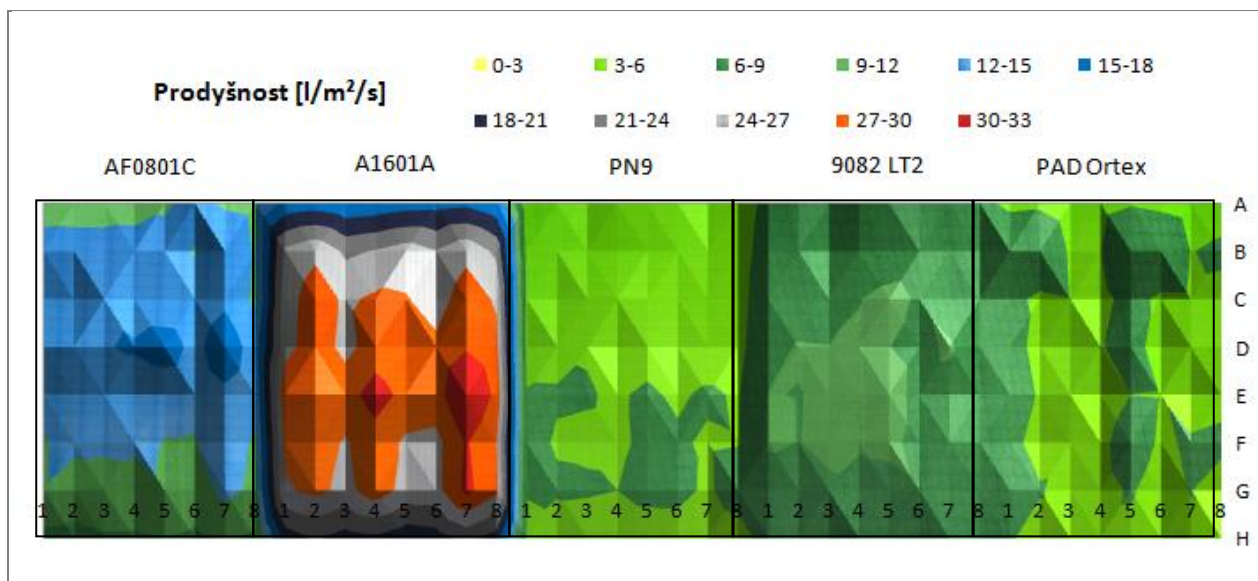 0-3 3-6 6-9 9-12 12-15 15-18
Prodyšnost [l/m²/s]
18-21 21-24 24-27 27-30 30-33
AF0801C A1601A PN9 9082 LT2 PAD Ortex
A
B
C
D
E
F
G
1 2 3 4 5 6 7 8 1 2 3 4 5 6 7 8 1 2 3 4 5 6 7 8 1 2 3 4 5 6 7 8 1 2 3 4 5 6 7 8
H